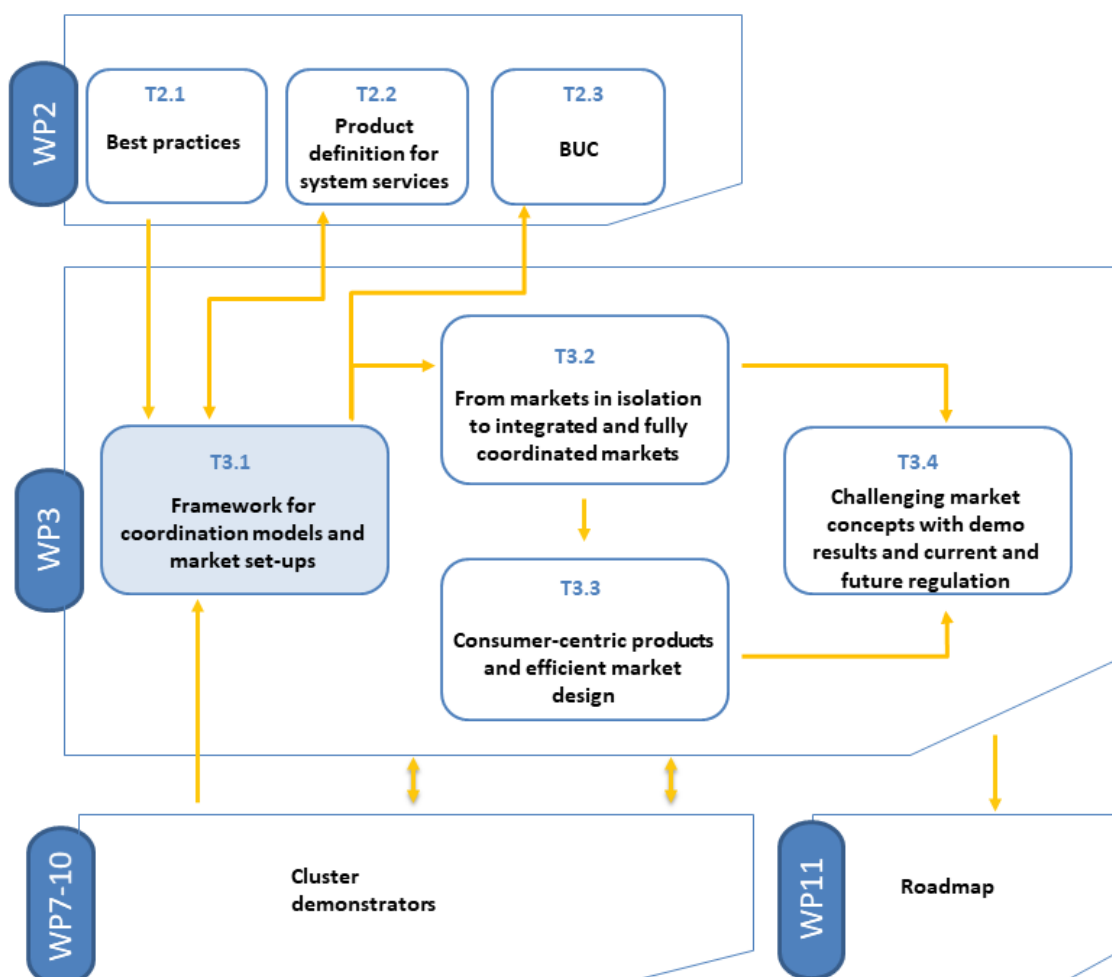 WP2
T2.1
Best practices
T2.2
Product
definition for
system services
T2.3
BUC
WP3
T3.1
Framework for
coordination models and
market set-ups
T3.2
From markets in isolation
to integrated and fully
coordinated markets
T3.3
Consumer-centric products
and efficient market
design
T3.4
Challenging market
concepts with demo
results and current and
future regulation
WP7-10
Cluster
demonstrators
WP11
Roadmap